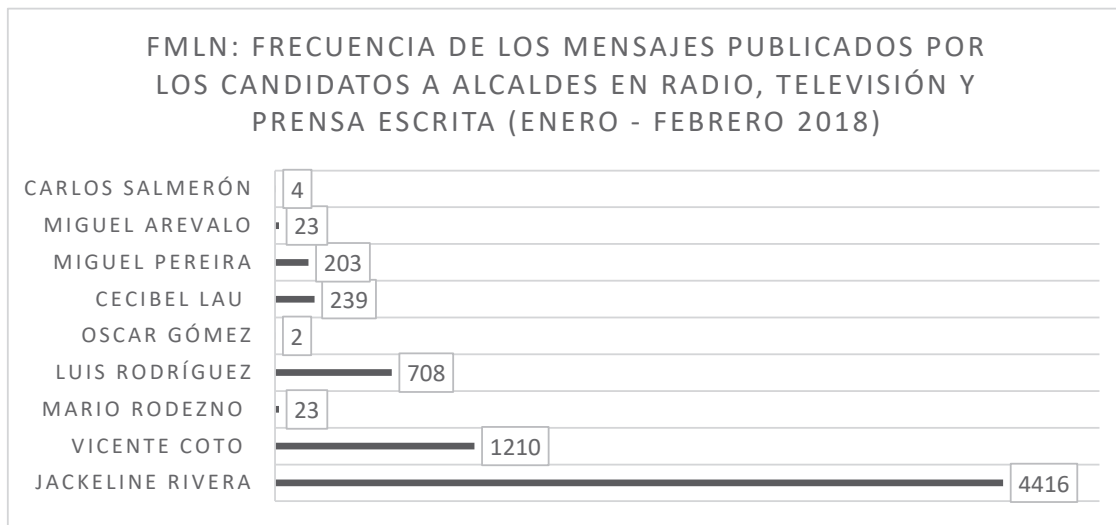 FMLN: FRECUENCIA DE LOS MENSAJES PUBLICADOS POR
LOS CANDIDATOS A ALCALDES EN RADIO, TELEVISIÓN Y
PRENSA ESCRITA (ENERO - FEBRERO 2018)
CARLOS SALMERÓN 4
MIGUEL AREVALO 23
MIGUEL PEREIRA 203
CECIBEL LAU 239
OSCAR GÓMEZ 2
LUIS RODRÍGUEZ 708
MARIO RODEZNO 23
VICENTE COTO 1210
JACKELINE RIVERA 4416